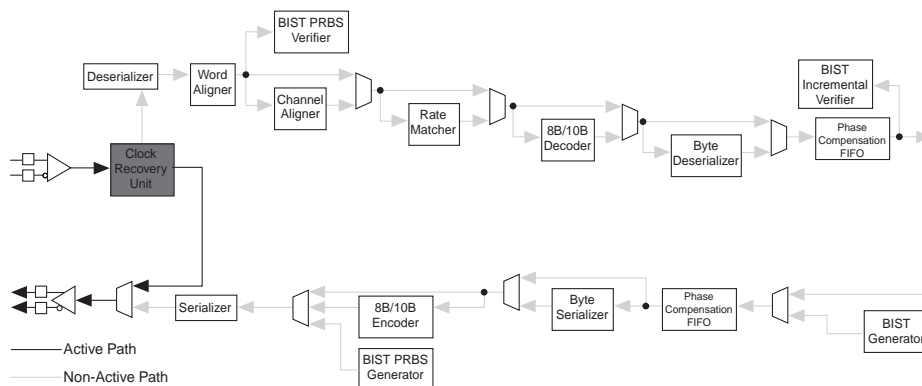 BIST PRBS
Verifier
Deserializer
Word
Aligner
Channel
Aligner
Rate
Matcher
8B/10B
Decoder
Byte
Deserializer
BIST
Incremental
Verifier
Phase
Compensation
FIFO
Clock
Recovery
Unit
Serializer
8B/10B
Encoder
BIST PRBS
Generator
Byte
Serializer
Phase
Compensation
FIFO
BIST
Generator
Active Path
Non-Active Path